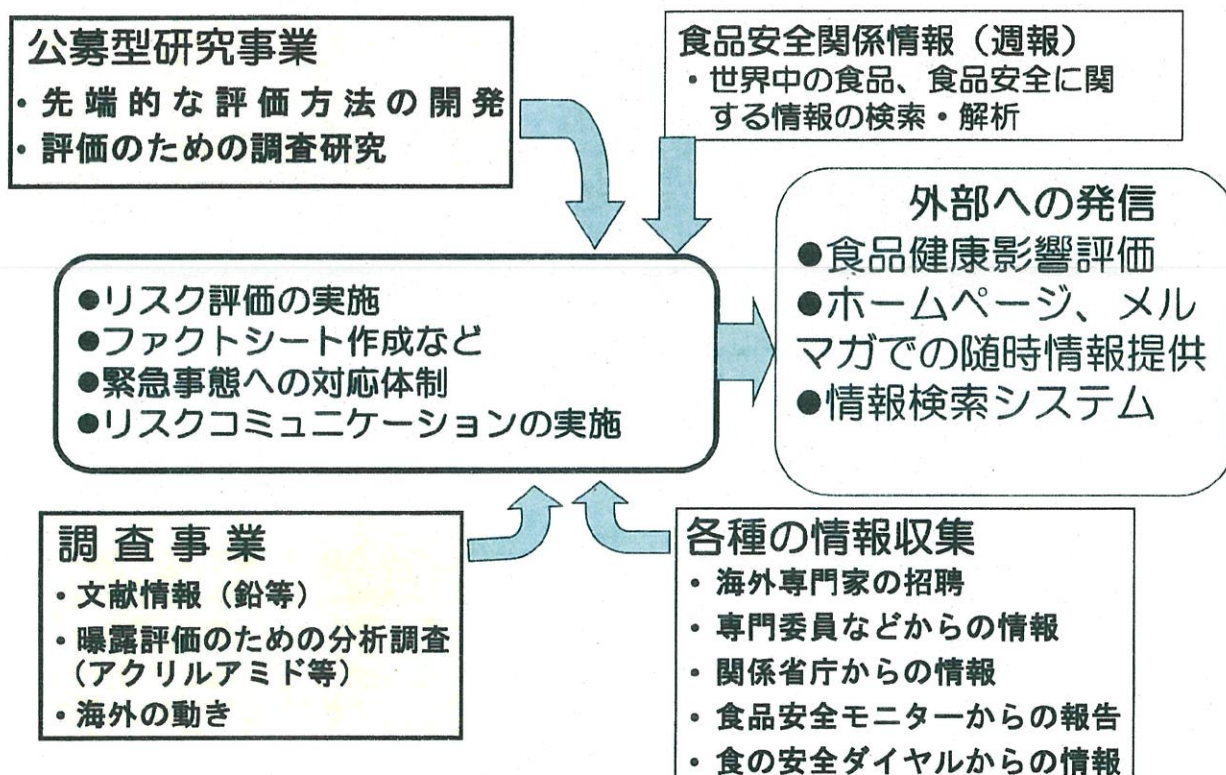 公募型研究事業
・先端的な評価方法の開発
・評価のための調査研究
食品安全関係情報（週報）
・世界中の食品、食品安全に関
する情報の検索・解析
●リスク評価の実施
●ファクトシート作成など
●緊急事態への対応体制
●リスクコミュニケーションの実施
外部への発信
●食品健康影響評価
●ホームページ、メル
マガでの随時情報提供
●情報検索システム
調査事業
・文献情報（鉛等）
・曝露評価のための分析調査
（アクリルアミド等）
・海外の動き
各種の情報収集
・海外専門家の招聘
・専門委員などからの情報
・関係省庁からの情報
・食品安全モニターからの報告
・食の安全ダイヤルからの情報